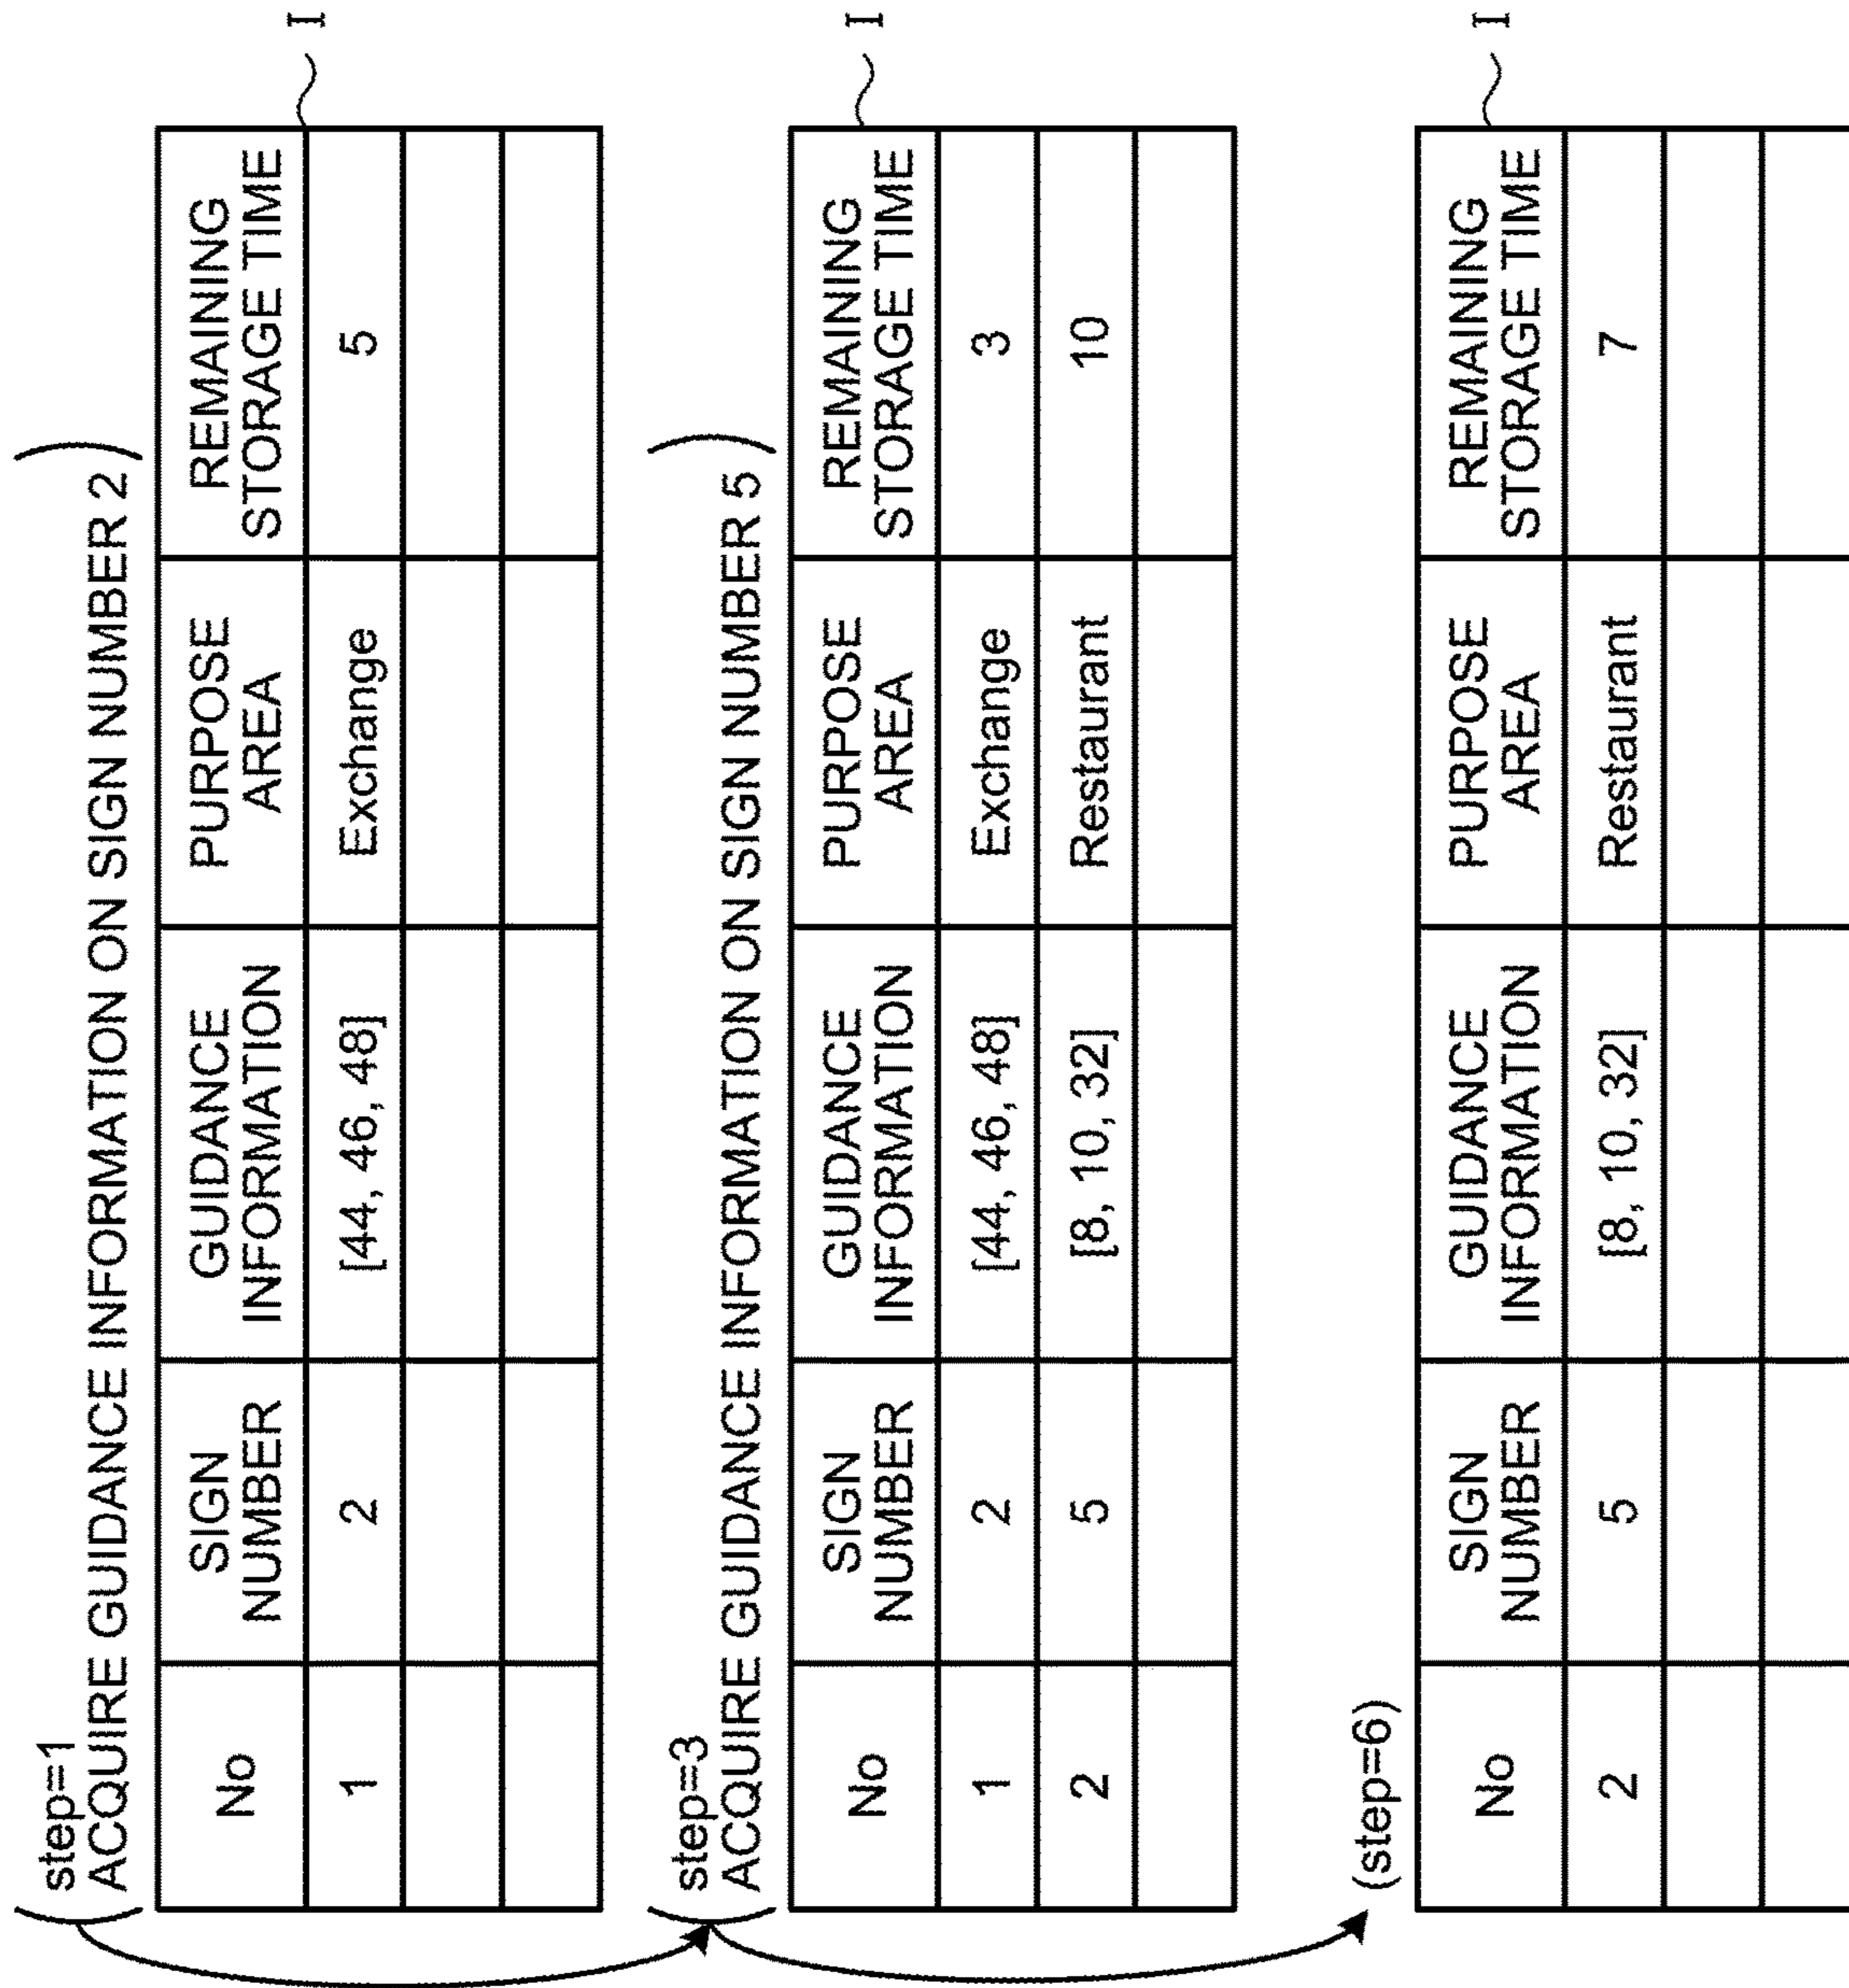 step=1
ACQUIRE GUIDANCE INFORMATION ON SIGN NUMBER 2
No
SIGN
NUMBER
GUIDANCE
INFORMATION
PURPOSE
AREA
REMAINING
STORAGE TIME
1
2
[44, 46, 48]
Exchange
5
I
step=3
ACQUIRE GUIDANCE INFORMATION ON SIGN NUMBER 5
No
SIGN
NUMBER
GUIDANCE
INFORMATION
PURPOSE
AREA
REMAINING
STORAGE TIME
1
2
[44, 46, 48]
Exchange
3
2
5
[8, 10, 32]
Restaurant
10
I
(step=6)
No
SIGN
NUMBER
GUIDANCE
INFORMATION
PURPOSE
AREA
REMAINING
STORAGE TIME
2
5
[8, 10, 32]
Restaurant
7
I